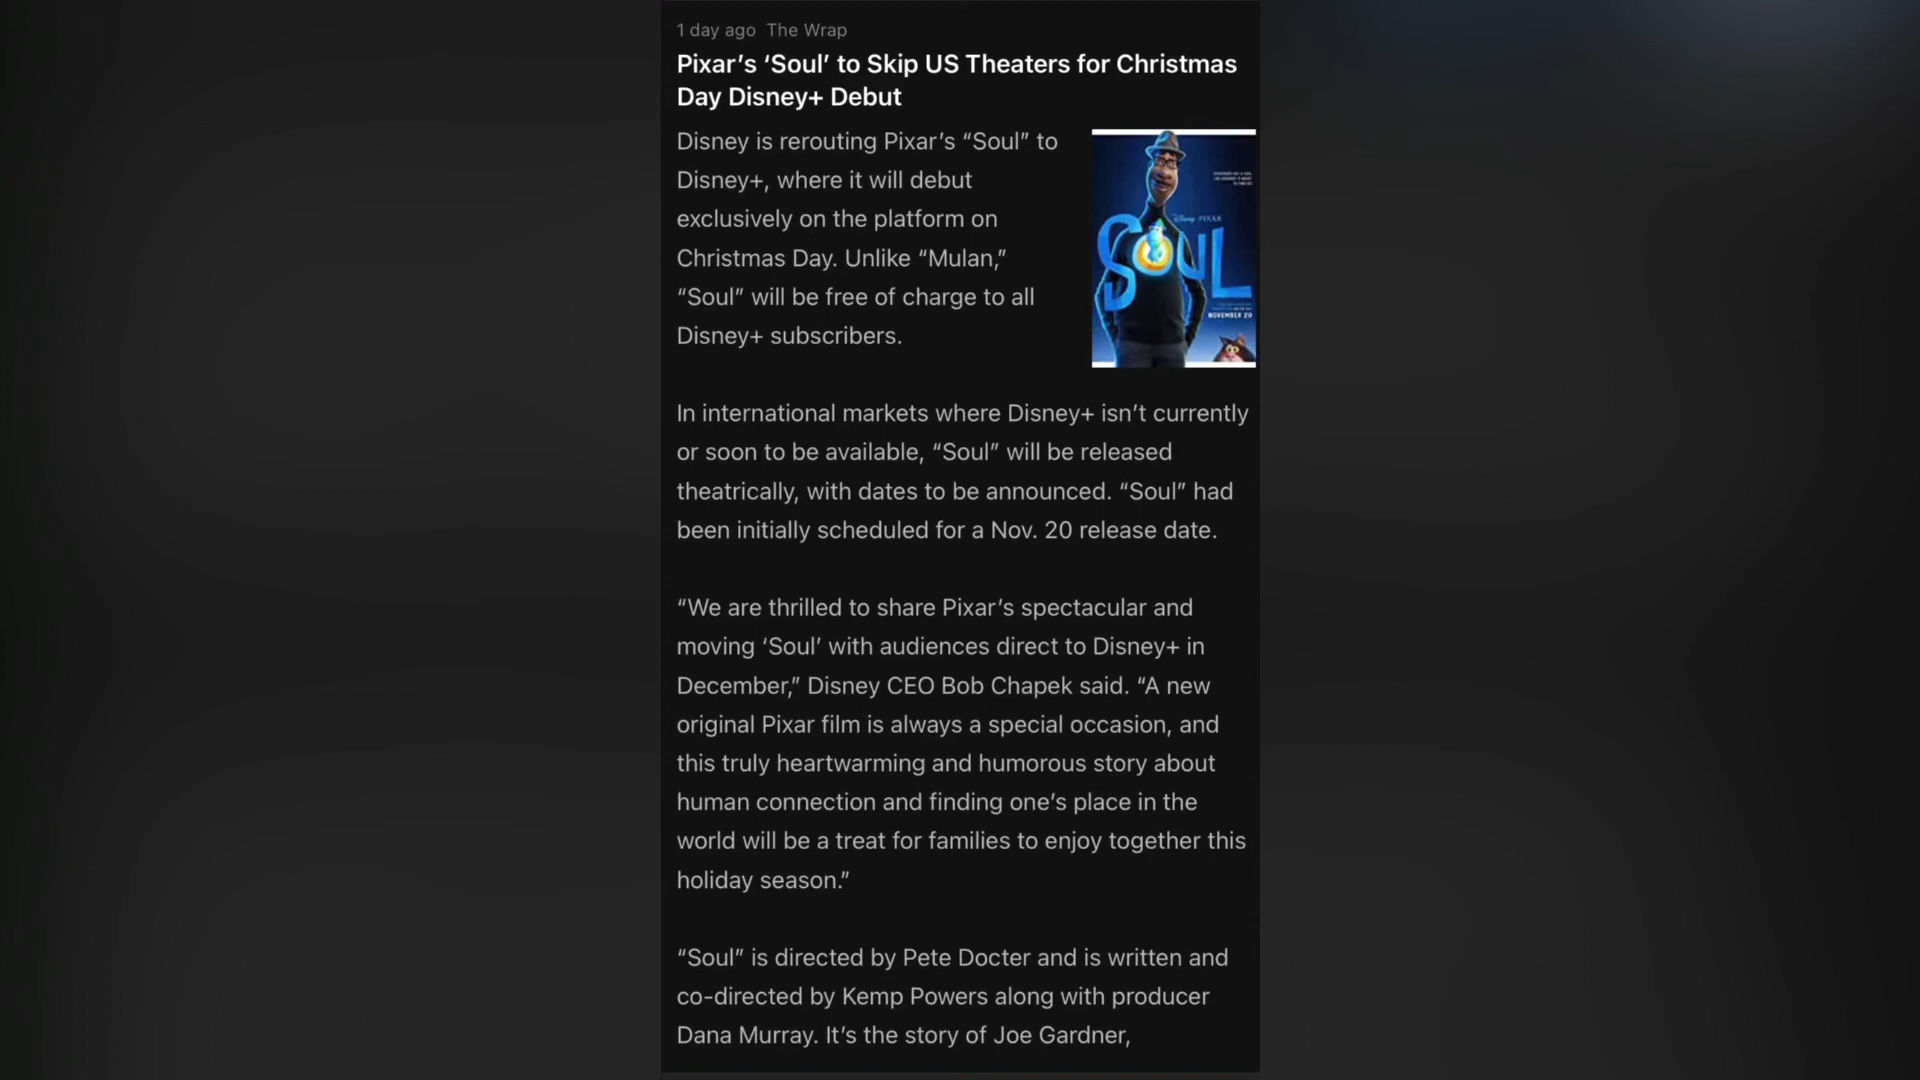 1 day ago The Wrap
Pixar’s ‘Soul’ to Skip US Theaters for Christmas
Day Disney+ Debut
Disney is rerouting Pixar’s “Soul” to
Disney+, where it will debut
exclusively on the platform on
Christmas Day. Unlike “Mulan,”
“Soul” will be free of charge to all
Disney+ subscribers.
Disney PIXAR
SOUL
NOVEMBER 20
In international markets where Disney+ isn’t currently
or soon to be available, “Soul” will be released
theatrically, with dates to be announced. “Soul” had
been initially scheduled for a Nov. 20 release date.
“We are thrilled to share Pixar’s spectacular and
moving ‘Soul’ with audiences direct to Disney+ in
December,” Disney CEO Bob Chapek said. “A new
original Pixar film is always a special occasion, and
this truly heartwarming and humorous story about
human connection and finding one’s place in the
world will be a treat for families to enjoy together this
holiday season.”
“Soul” is directed by Pete Docter and is written and
co-directed by Kemp Powers along with producer
Dana Murray. It’s the story of Joe Gardner,